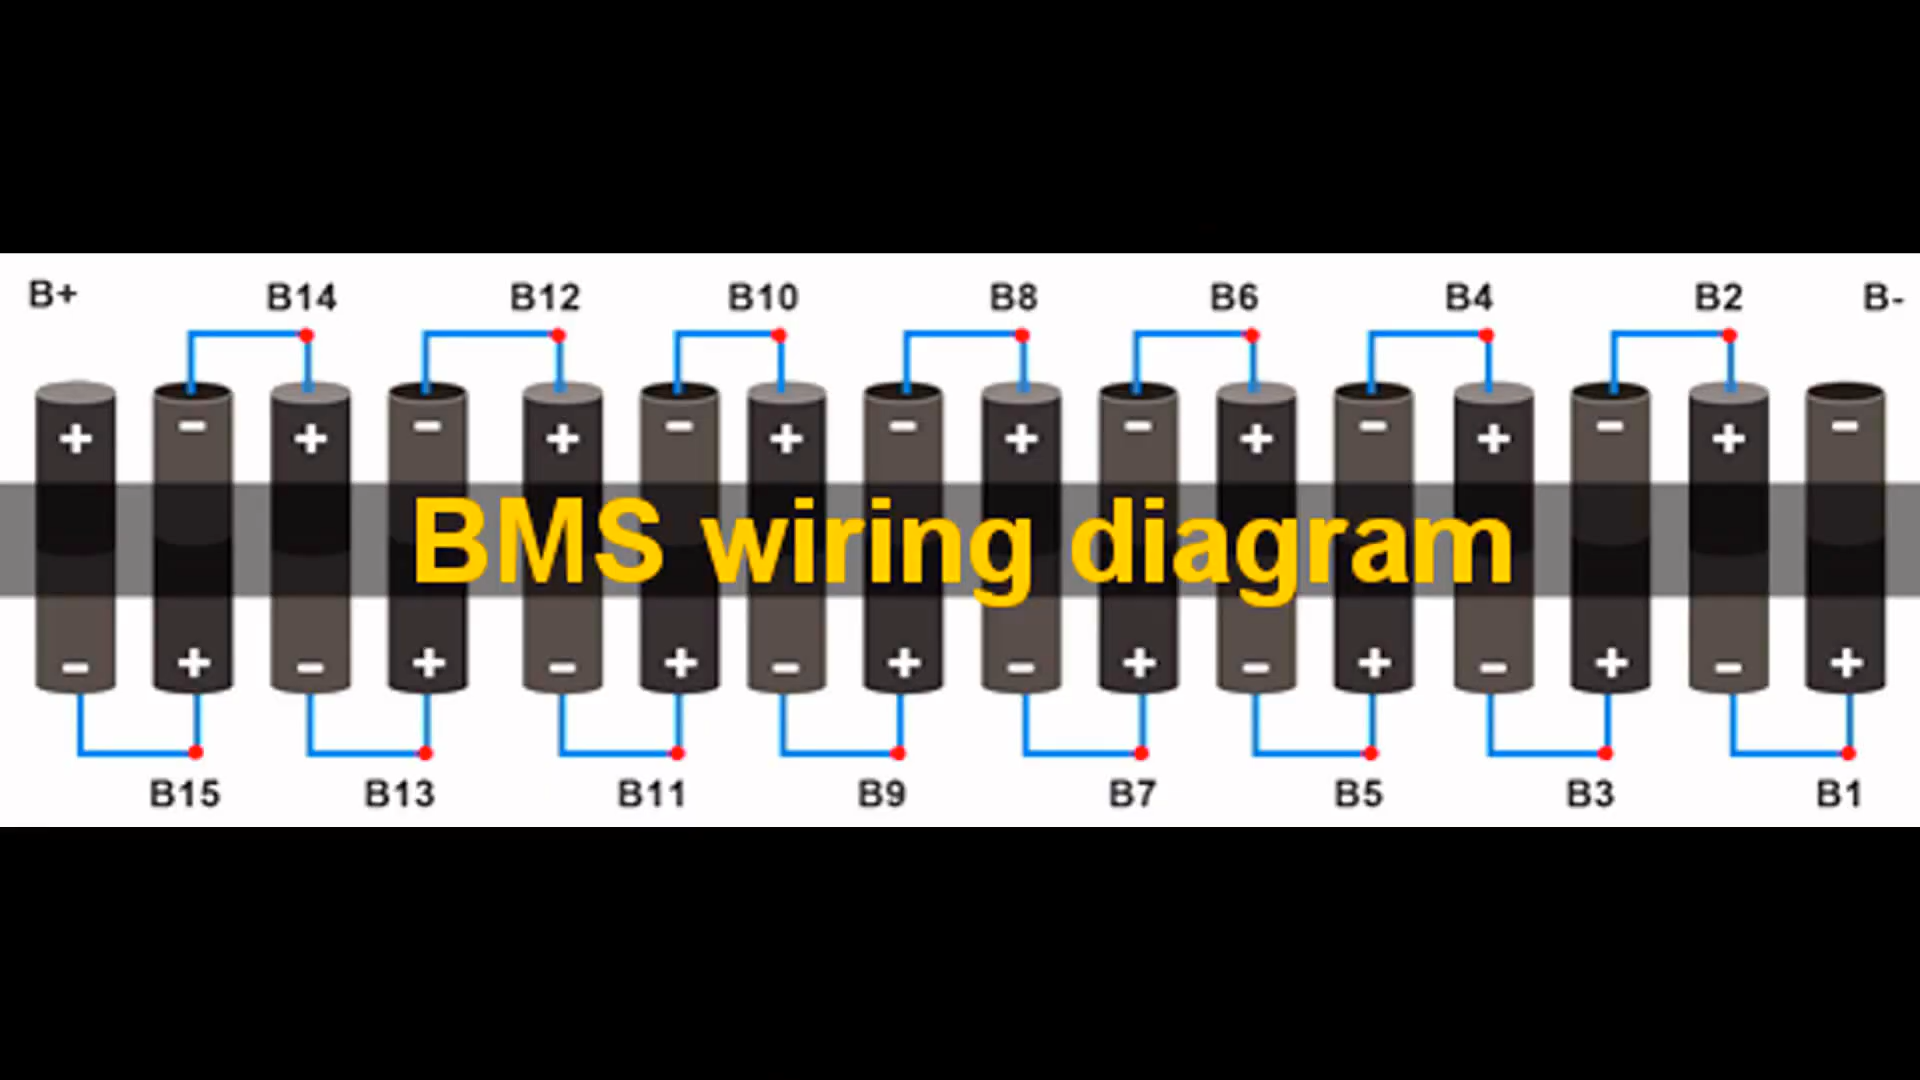 B+ B14 B12 B10 B8 B6 B4 B2 B-
+ - + - + - + - + - + - + - + -
BMS wiring diagram
- + - + - + - + - + - + - + - +
B15 B13 B11 B9 B7 B5 B3 B1